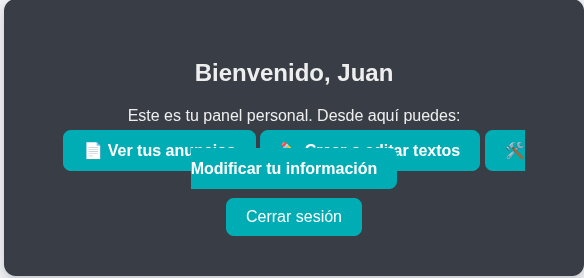 Bienvenido, Juan
Este es tu panel personal. Desde aquí puedes:
📄 Ver tus anuncios ✏️ Crear o editar textos 🛠️
Modificar tu información
Cerrar sesión